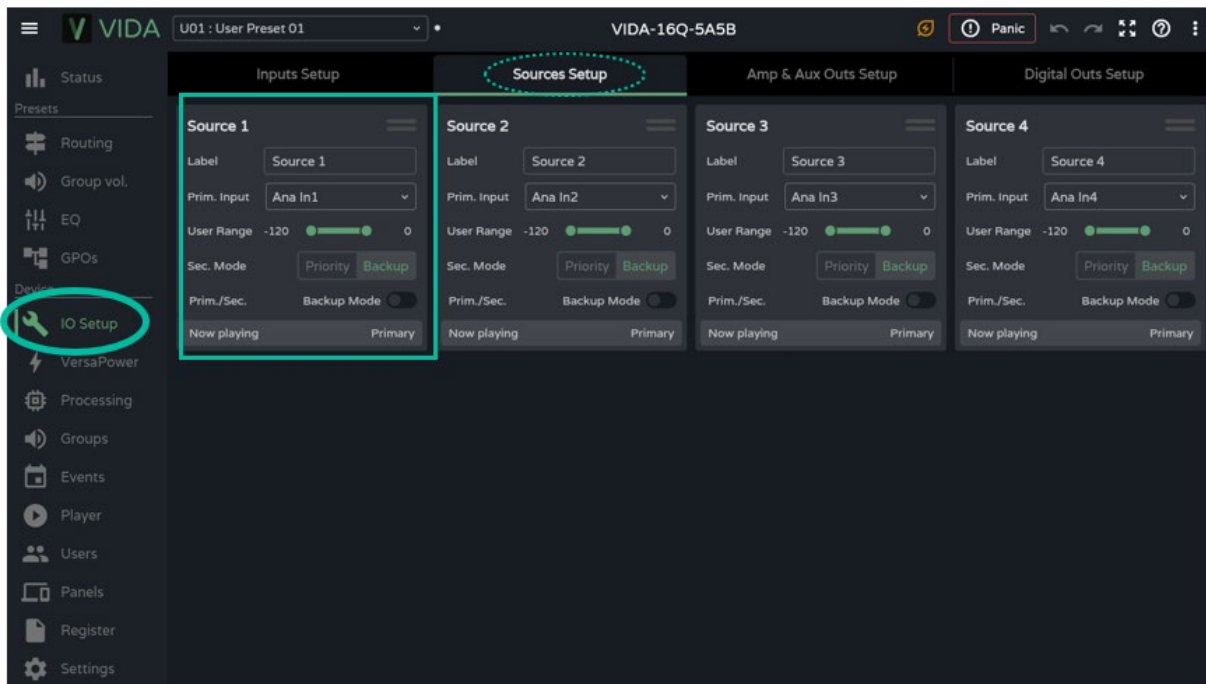 VIDA
U01 : User Preset 01
VIDA-16Q-5A5B
Panic
Status
Presets
Routing
Group vol.
EQ
GPOs
Device
IO Setup
VersaPower
Processing
Groups
Events
Player
Users
Panels
Register
Settings
Inputs Setup
Sources Setup
Amp & Aux Outs Setup
Digital Outs Setup
Source 1
Label Source 1
Prim. Input Ana In1
User Range -120 0
Sec. Mode Priority Backup
Prim./Sec. Backup Mode
Now playing Primary
Source 2
Label Source 2
Prim. Input Ana In2
User Range -120 0
Sec. Mode Priority Backup
Prim./Sec. Backup Mode
Now playing Primary
Source 3
Label Source 3
Prim. Input Ana In3
User Range -120 0
Sec. Mode Priority Backup
Prim./Sec. Backup Mode
Now playing Primary
Source 4
Label Source 4
Prim. Input Ana In4
User Range -120 0
Sec. Mode Priority Backup
Prim./Sec. Backup Mode
Now playing Primary